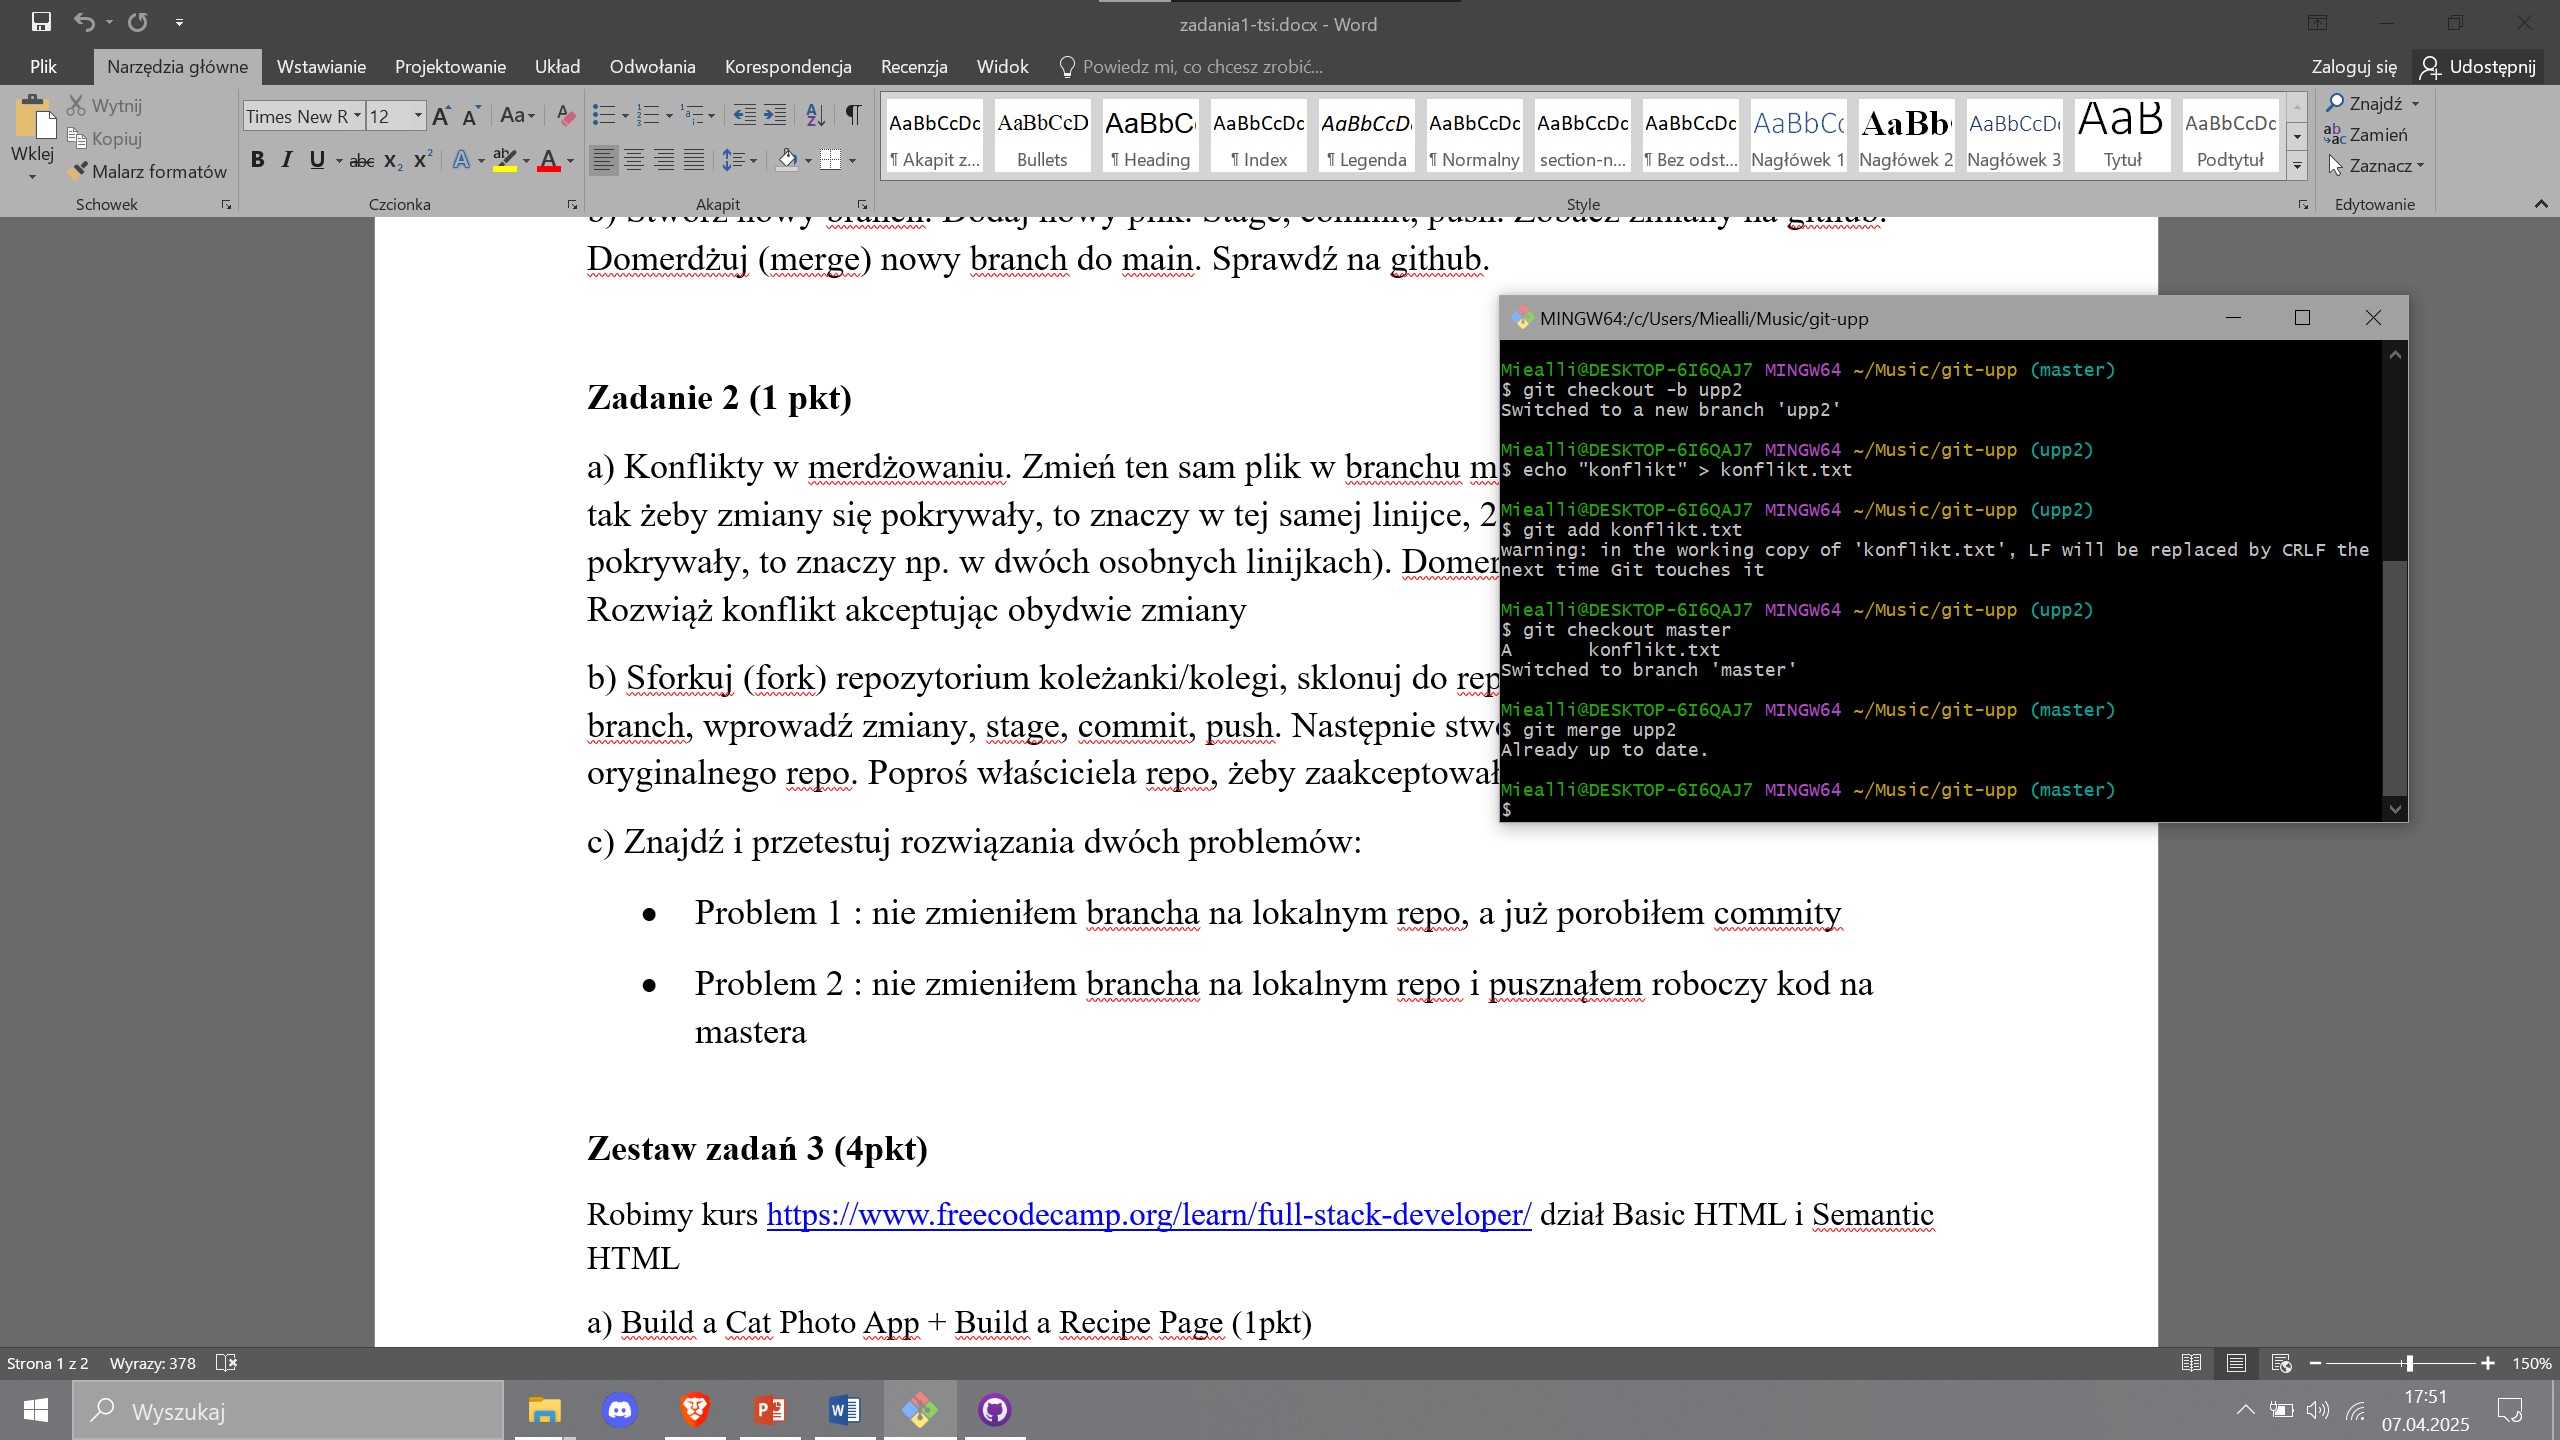 zadania1-tsi.docx - Word
Plik Narzędzia główne Wstawianie Projektowanie Układ Odwołania Korespondencja Recenzja Widok Powiedz mi, co chcesz zrobić... Zaloguj się Udostępnij
Wklej
Wytnij
Kopiuj
Malarz formatów
Schowek
Times New R 12
Czcionka
Akapit
AaBbCcDc AaBbCcD AaBbC AaBbCcDc AaBbCcD. AaBbCcDc AaBbCcDc AaBbCcDc AaBbCc AaBb AaBbCcD AaB AaBbCcDc
¶ Akapit z... Bullets ¶ Heading ¶ Index ¶ Legenda ¶ Normalny section-n... ¶ Bez odst... Nagłówek 1 Nagłówek 2 Nagłówek 3 Tytuł Podtytuł
Style
Znajdź
Zamień
Zaznacz
Edytowanie
b) Stwórz nowy branch. Dodaj nowy plik. Stage, commit, push. Zobacz zmiany na github.
Domerdżuj (merge) nowy branch do main. Sprawdź na github.
Zadanie 2 (1 pkt)
a) Konflikty w merdżowaniu. Zmień ten sam plik w branchu m
tak żeby zmiany się pokrywały, to znaczy w tej samej linijce, 2
pokrywały, to znaczy np. w dwóch osobnych linijkach). Domer
Rozwiąż konflikt akceptując obydwie zmiany
b) Sforkuj (fork) repozytorium koleżanki/kolegi, sklonuj do rep
branch, wprowadź zmiany, stage, commit, push. Następnie stwo
oryginalnego repo. Poproś właściciela repo, żeby zaakceptował
c) Znajdź i przetestuj rozwiązania dwóch problemów:
• Problem 1 : nie zmieniłem brancha na lokalnym repo, a już porobiłem commity
• Problem 2 : nie zmieniłem brancha na lokalnym repo i pusznąłem roboczy kod na
mastera
Zestaw zadań 3 (4pkt)
Robimy kurs https://www.freecodecamp.org/learn/full-stack-developer/ dział Basic HTML i Semantic
HTML
a) Build a Cat Photo App + Build a Recipe Page (1pkt)
MINGW64:/c/Users/Miealli/Music/git-upp
Miealli@DESKTOP-6I6QAJ7 MINGW64 ~/Music/git-upp (master)
$ git checkout -b upp2
Switched to a new branch 'upp2'
Miealli@DESKTOP-6I6QAJ7 MINGW64 ~/Music/git-upp (upp2)
$ echo "konflikt" > konflikt.txt
Miealli@DESKTOP-6I6QAJ7 MINGW64 ~/Music/git-upp (upp2)
$ git add konflikt.txt
warning: in the working copy of 'konflikt.txt', LF will be replaced by CRLF the
next time Git touches it
Miealli@DESKTOP-6I6QAJ7 MINGW64 ~/Music/git-upp (upp2)
$ git checkout master
A       konflikt.txt
Switched to branch 'master'
Miealli@DESKTOP-6I6QAJ7 MINGW64 ~/Music/git-upp (master)
$ git merge upp2
Already up to date.
Miealli@DESKTOP-6I6QAJ7 MINGW64 ~/Music/git-upp (master)
$
Strona 1 z 2 Wyrazy: 378 150%
Wyszukaj
17:51
07.04.2025